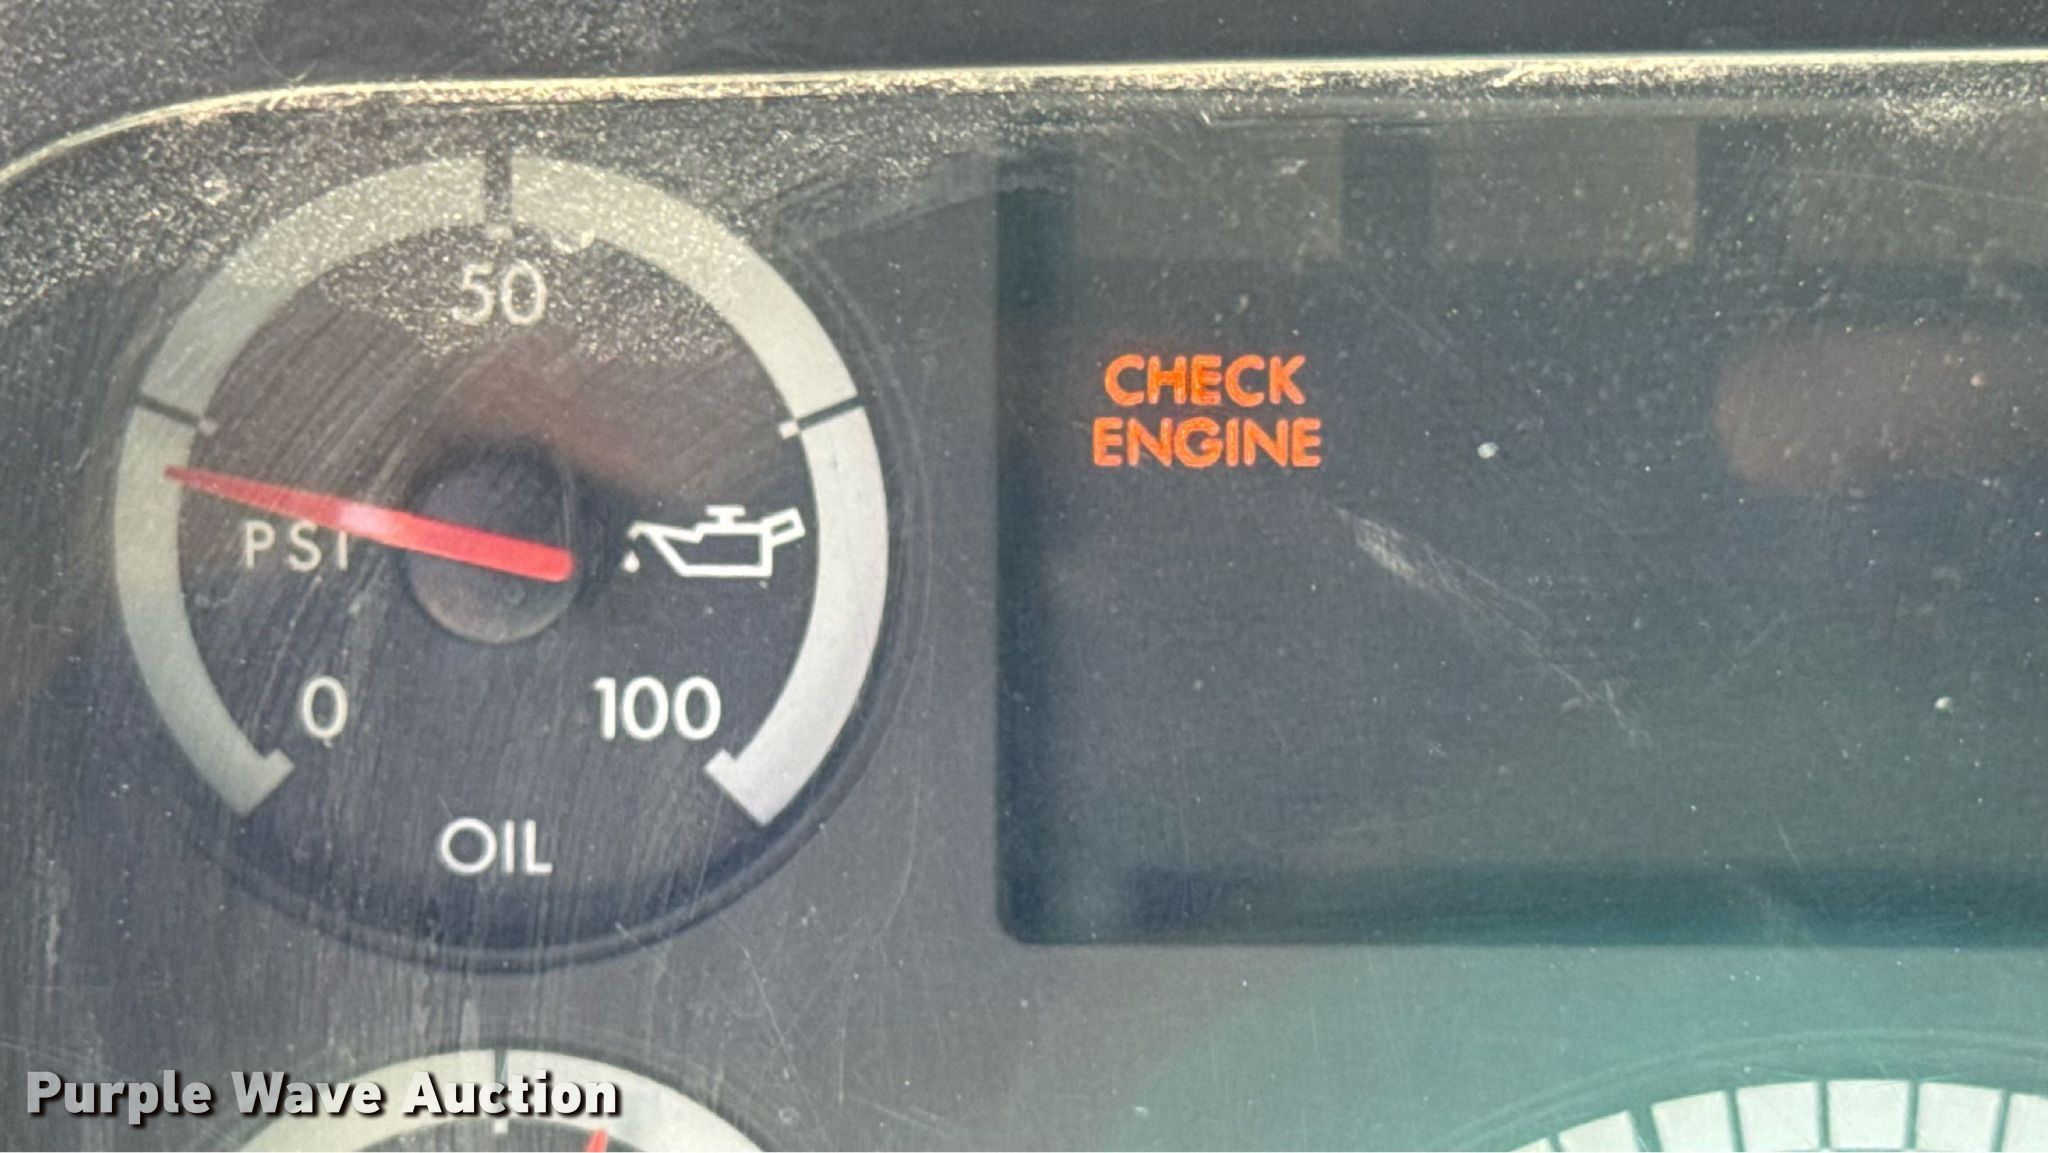 50
CHECK
ENGINE
PSI
0 100
OIL
Purple Wave Auction